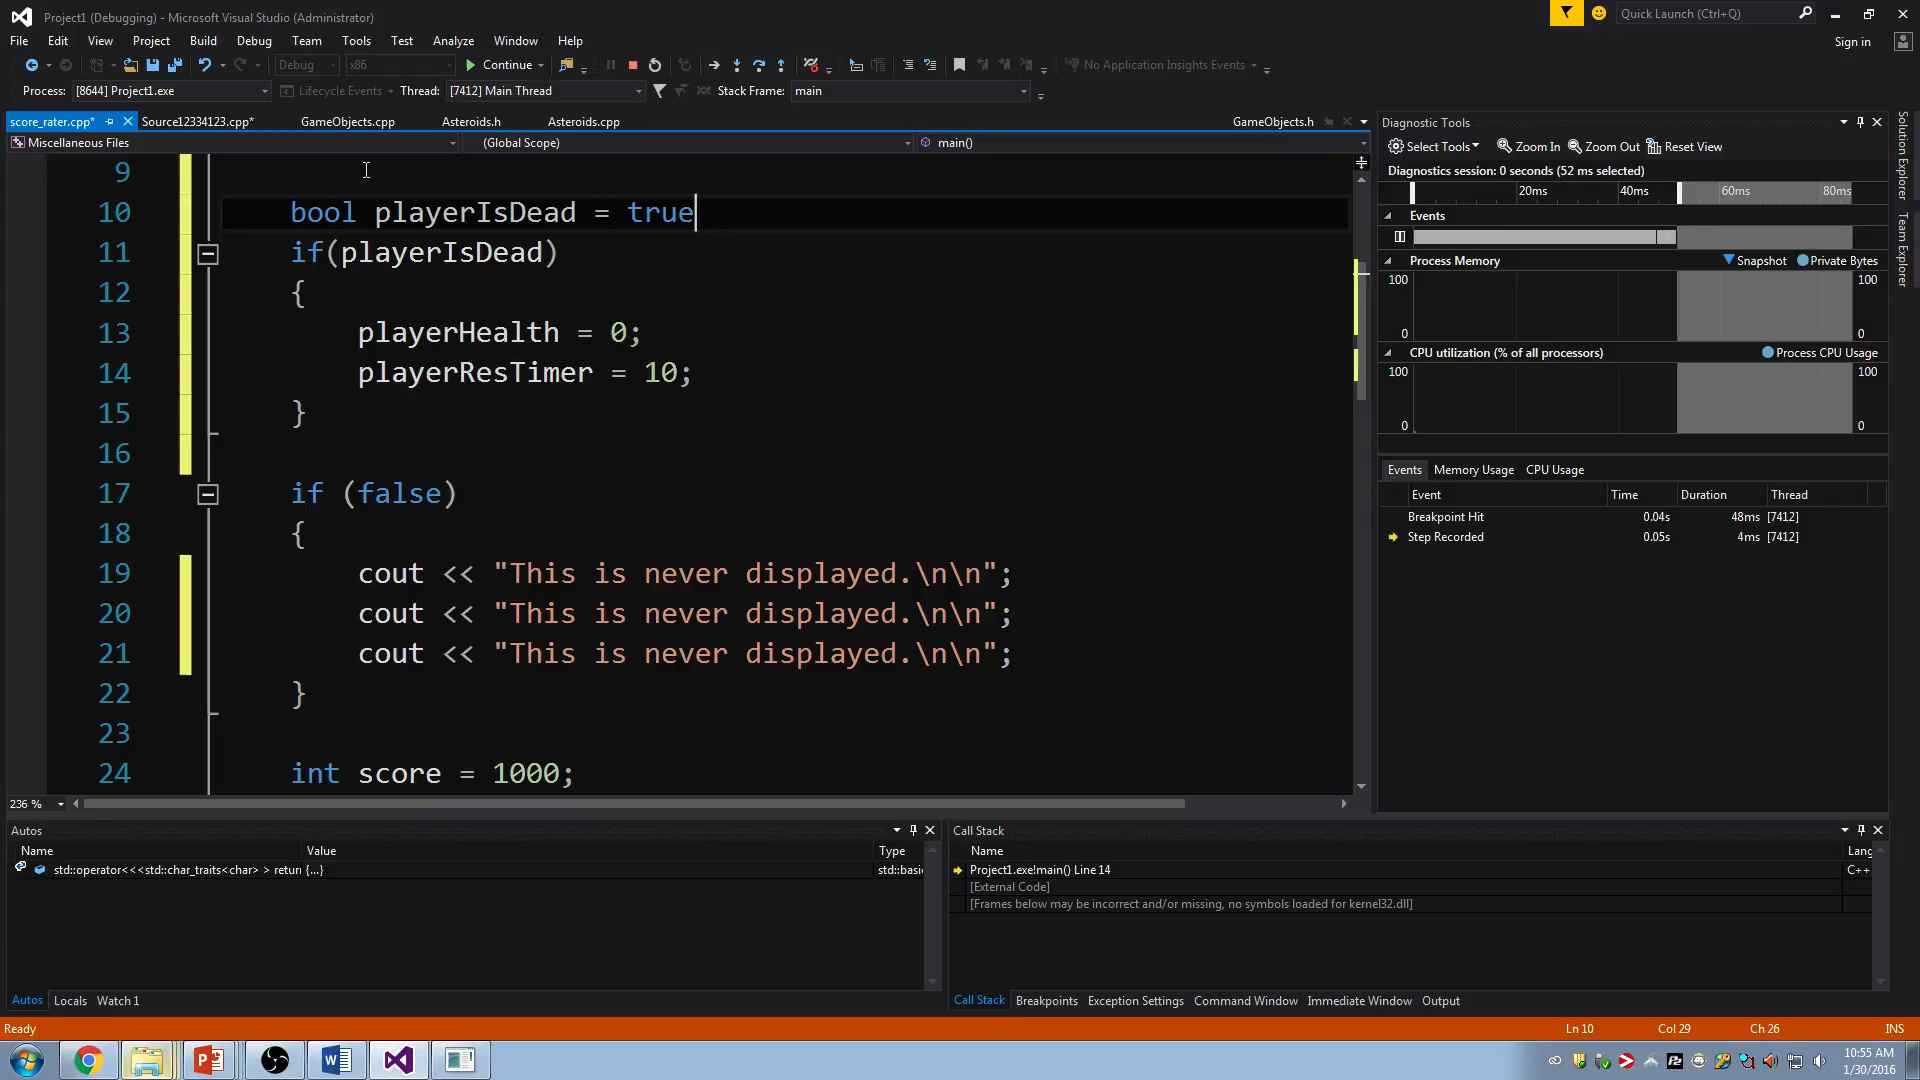 Project1 (Debugging) - Microsoft Visual Studio (Administrator)
Quick Launch (Ctrl+Q)
File Edit View Project Build Debug Team Tools Test Analyze Window Help
Sign in
Debug x86 Continue No Application Insights Events
Process: [8644] Project1.exe Lifecycle Events Thread: [7412] Main Thread Stack Frame: main
score_rater.cpp* Source12334123.cpp* GameObjects.cpp Asteroids.h Asteroids.cpp GameObjects.h
Miscellaneous Files (Global Scope) main()
9
10 bool playerIsDead = true
11 if(playerIsDead)
12 {
13 playerHealth = 0;
14 playerResTimer = 10;
15 }
16
17 if (false)
18 {
19 cout << "This is never displayed.\n\n";
20 cout << "This is never displayed.\n\n";
21 cout << "This is never displayed.\n\n";
22 }
23
24 int score = 1000;
236 %
Diagnostic Tools
Select Tools Zoom In Zoom Out Reset View
Diagnostics session: 0 seconds (52 ms selected)
20ms 40ms 60ms 80ms
Events
Process Memory Snapshot Private Bytes
100 100
0 0
CPU utilization (% of all processors) Process CPU Usage
100 100
0 0
Events Memory Usage CPU Usage
Event Time Duration Thread
Breakpoint Hit 0.04s 48ms [7412]
Step Recorded 0.05s 4ms [7412]
Solution Explorer
Team Explorer
Autos
Name Value Type
std::operator<<<std::char_traits<char> > return {...} std::basi
Autos Locals Watch 1
Call Stack
Name Lang
Project1.exe!main() Line 14 C++
[External Code]
[Frames below may be incorrect and/or missing, no symbols loaded for kernel32.dll]
Call Stack Breakpoints Exception Settings Command Window Immediate Window Output
Ready Ln 10 Col 29 Ch 26 INS
10:55 AM
1/30/2016